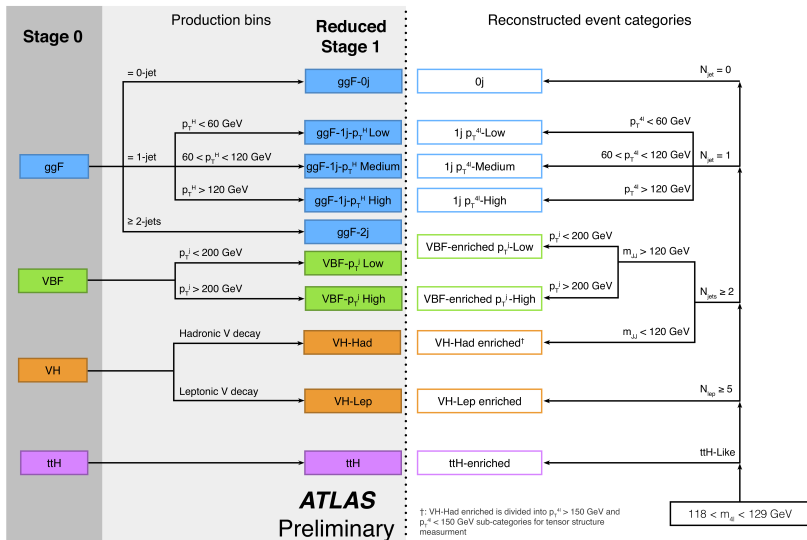 Stage 0
Production bins
Reduced
Stage 1
Reconstructed event categories
= 0-jet
ggF-0j
0j
N_jet = 0
ggF
= 1-jet
p_T^H < 60 GeV
ggF-1j-p_T^H Low
1j p_T^4l-Low
p_T^4l < 60 GeV
60 < p_T^H < 120 GeV
ggF-1j-p_T^H Medium
1j p_T^4l-Medium
60 < p_T^4l < 120 GeV
N_jet = 1
p_T^H > 120 GeV
ggF-1j-p_T^H High
1j p_T^4l-High
p_T^4l > 120 GeV
≥ 2-jets
ggF-2j
VBF
p_T^j < 200 GeV
VBF-p_T^j Low
VBF-enriched p_T^j-Low
p_T^j < 200 GeV
m_JJ > 120 GeV
p_T^j > 200 GeV
VBF-p_T^j High
VBF-enriched p_T^j-High
p_T^j > 200 GeV
N_jets ≥ 2
VH
Hadronic V decay
VH-Had
VH-Had enriched†
m_JJ < 120 GeV
Leptonic V decay
VH-Lep
VH-Lep enriched
N_lep ≥ 5
ttH
ttH
ttH-enriched
ttH-Like
ATLAS
Preliminary
†: VH-Had enriched is divided into p_T^4l > 150 GeV and
p_T^4l < 150 GeV sub-categories for tensor structure
measurment
118 < m_4l < 129 GeV